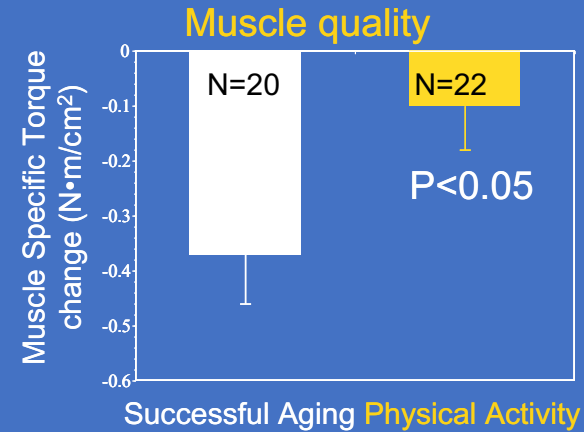 Muscle quality
Muscle Specific Torque
change (N•m/cm²)
0
-0.1
-0.2
-0.3
-0.4
-0.5
-0.6
N=20
N=22
P<0.05
Successful Aging Physical Activity